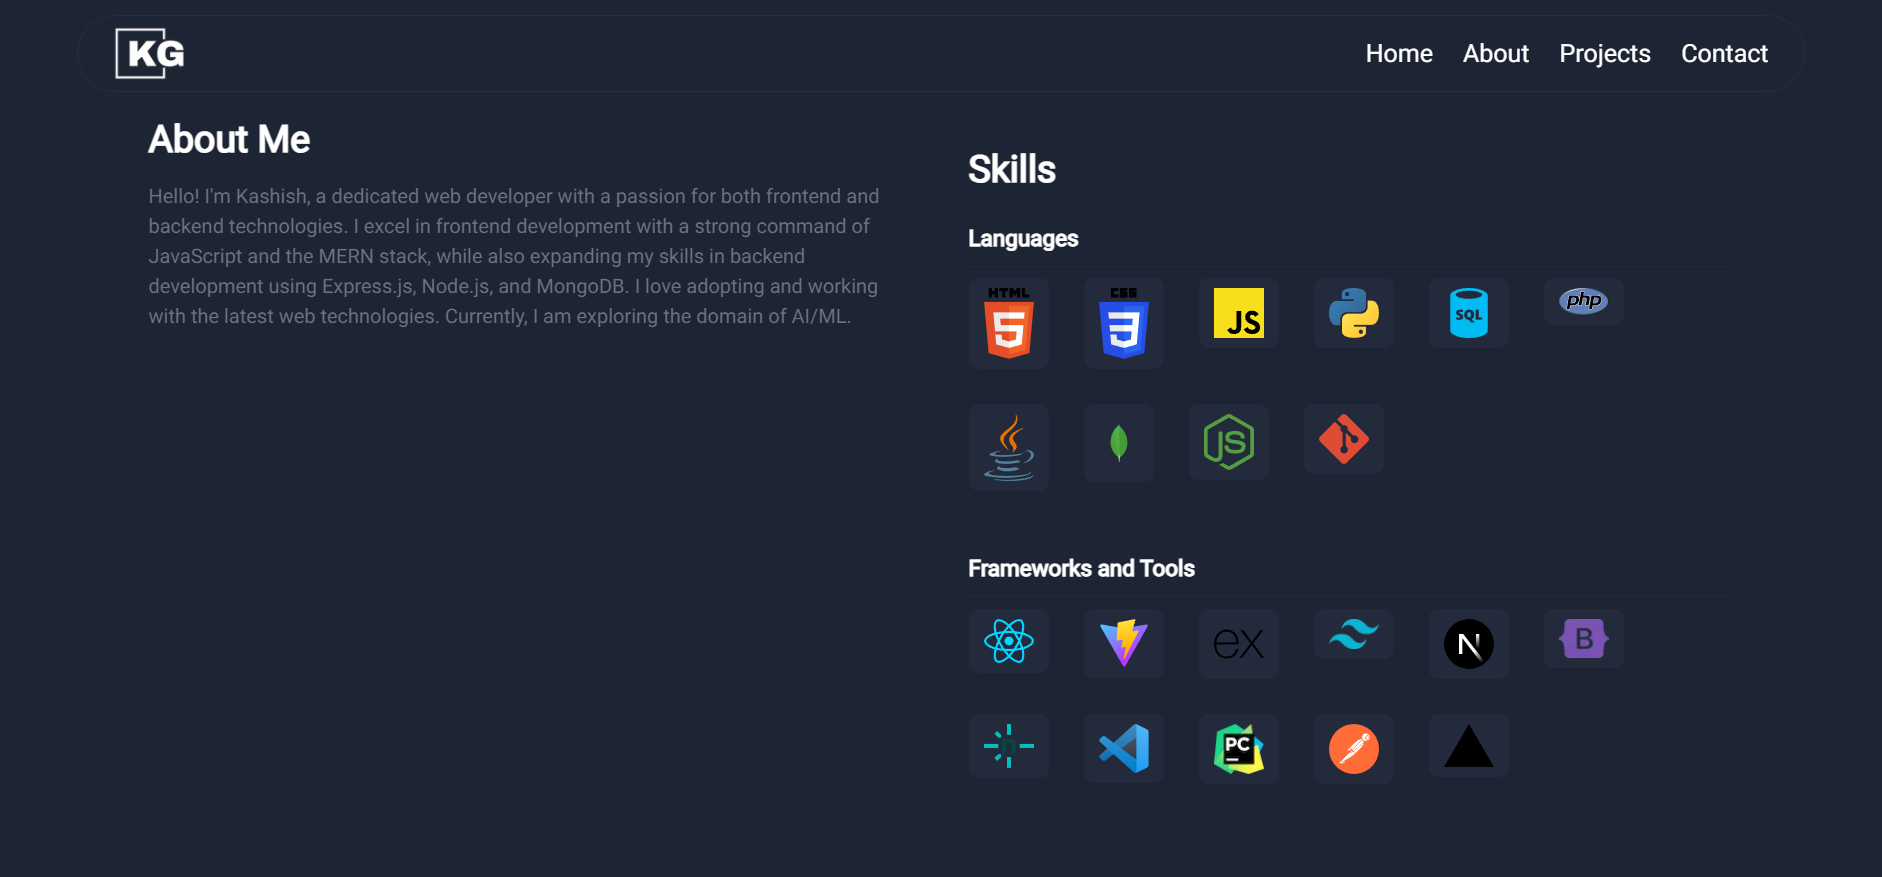 KG
Home About Projects Contact
About Me
Hello! I'm Kashish, a dedicated web developer with a passion for both frontend and
backend technologies. I excel in frontend development with a strong command of
JavaScript and the MERN stack, while also expanding my skills in backend
development using Express.js, Node.js, and MongoDB. I love adopting and working
with the latest web technologies. Currently, I am exploring the domain of AI/ML.
Skills
Languages
HTML CSS JS SQL php
5 3
JS
Frameworks and Tools
ex N B
n PC